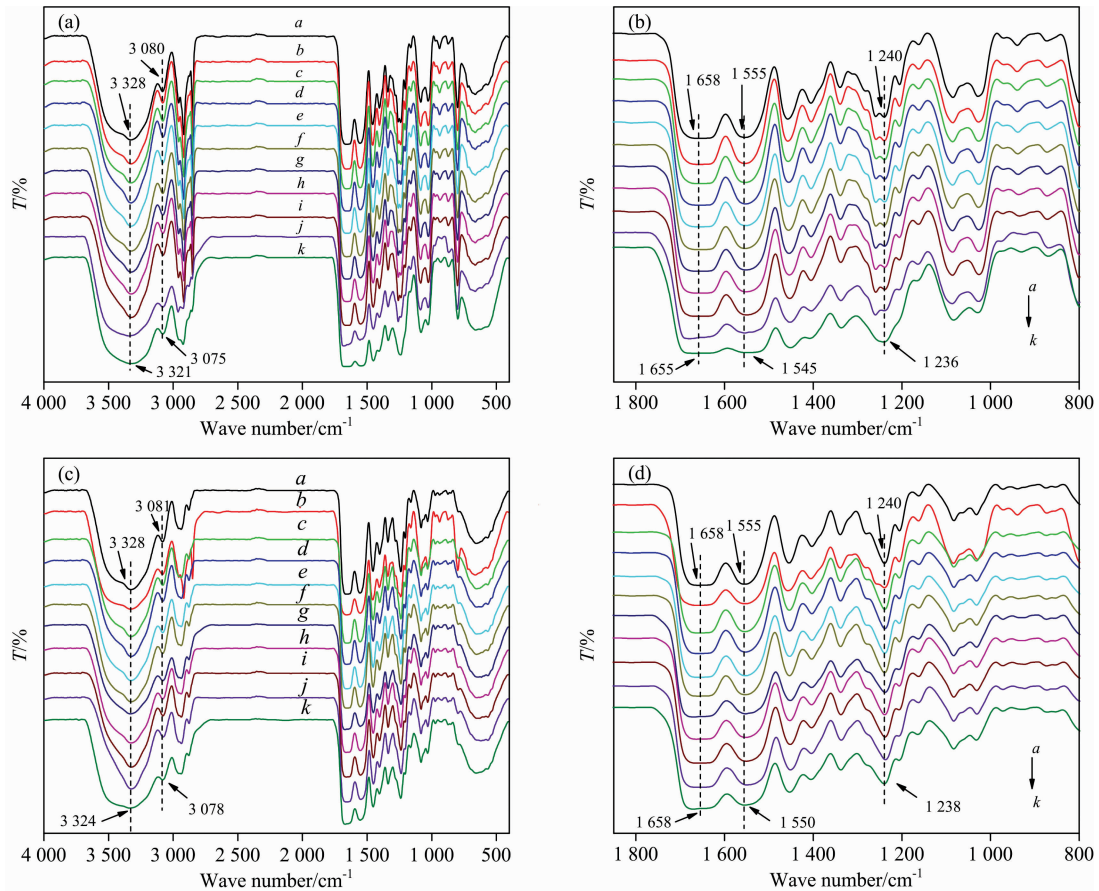 (a)
a
b
c
d
e
f
g
h
i
j
k
3 080
3 328
3 075
3 321
T/%
4 000 3 500 3 000 2 500 2 000 1 500 1 000 500
Wave number/cm-1
(b)
1 658
1 555
1 240
a
k
1 655
1 545
1 236
T/%
1 800 1 600 1 400 1 200 1 000 800
Wave number/cm-1
(c)
a
b
c
d
e
f
g
h
i
j
k
3 081
3 328
3 078
3 324
T/%
4 000 3 500 3 000 2 500 2 000 1 500 1 000 500
Wave number/cm-1
(d)
1 658
1 555
1 240
a
k
1 658
1 550
1 238
T/%
1 800 1 600 1 400 1 200 1 000 800
Wave number/cm-1